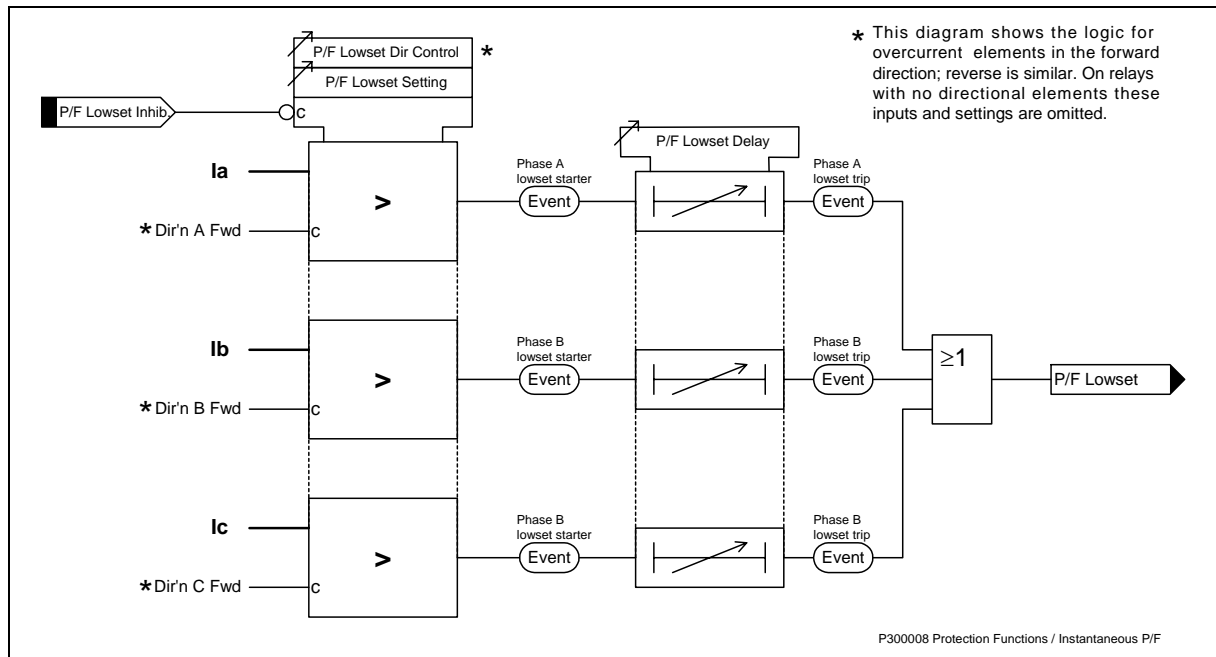 P/F Lowset Dir Control *
* This diagram shows the logic for
overcurrent elements in the forward
direction; reverse is similar. On relays
with no directional elements these
inputs and settings are omitted.
P/F Lowset Setting
P/F Lowset Inhib.
c
P/F Lowset Delay
Ia
>
Phase A
lowset starter
Event
Phase A
lowset trip
Event
* Dir'n A Fwd
c
Ib
>
Phase B
lowset starter
Event
Phase B
lowset trip
Event
≥1
P/F Lowset
* Dir'n B Fwd
c
Ic
>
Phase B
lowset starter
Event
Phase B
lowset trip
Event
* Dir'n C Fwd
c
P300008 Protection Functions / Instantaneous P/F